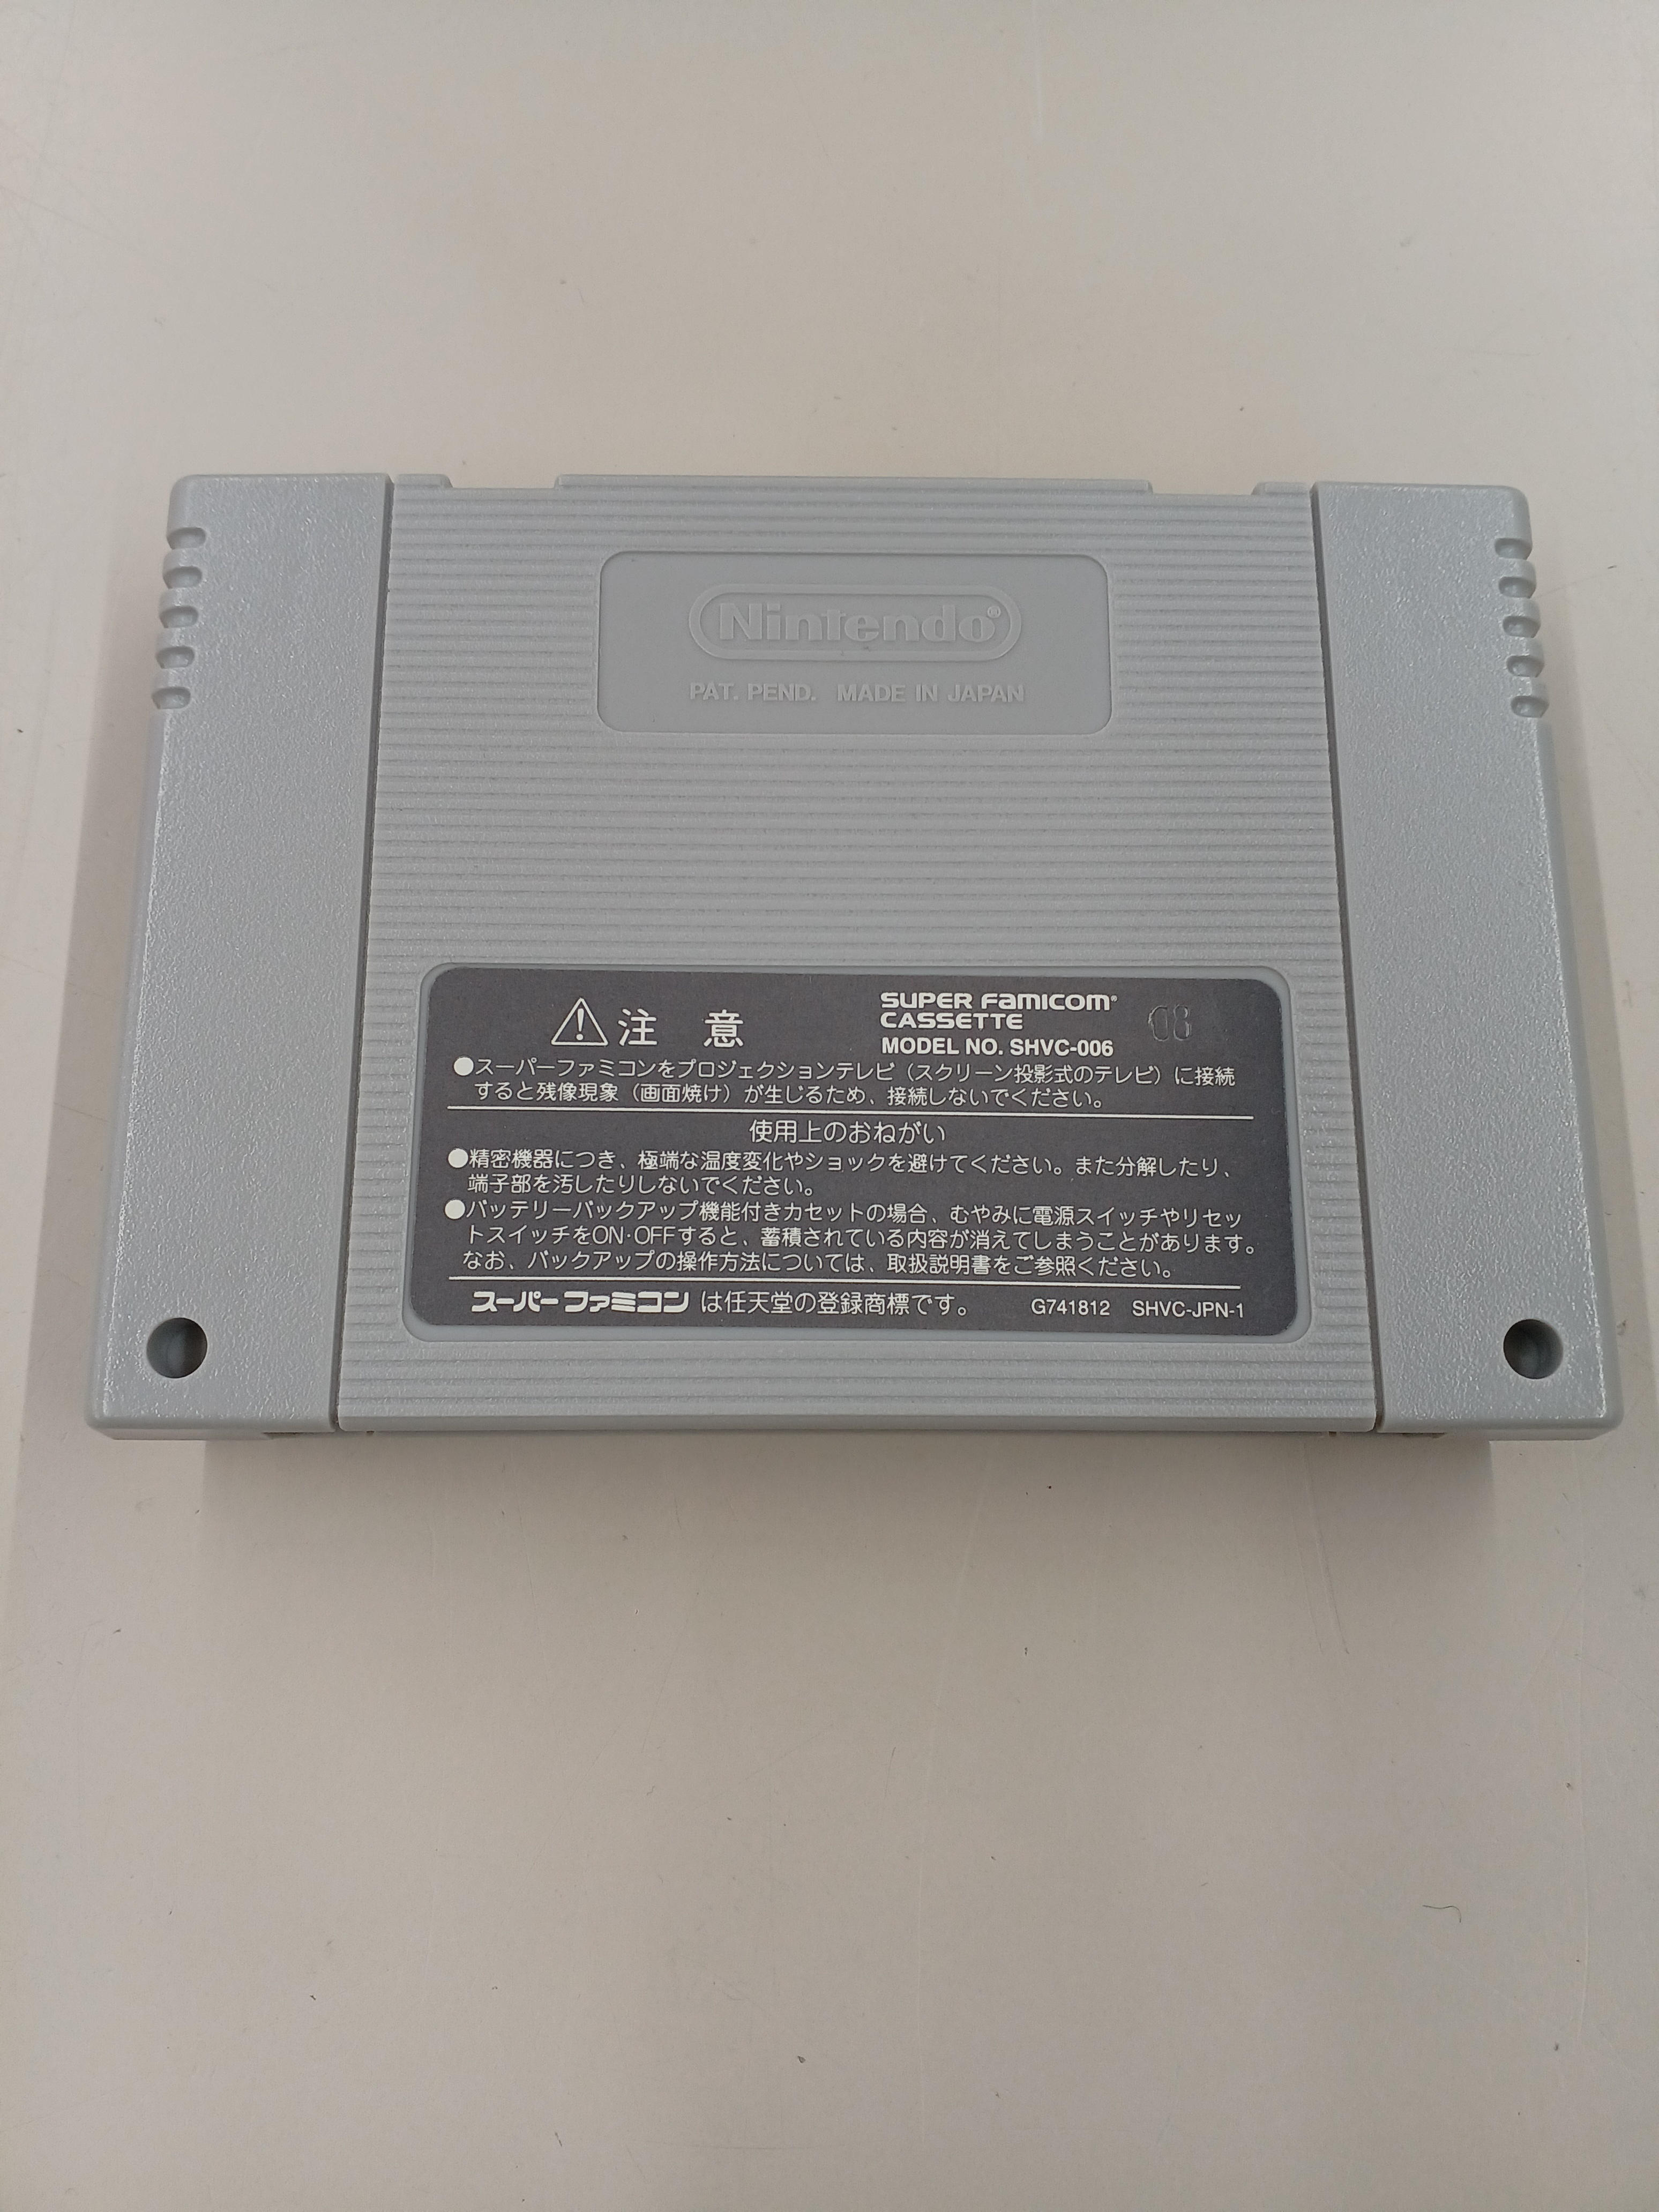 Nintendo®
PAT. PEND. MADE IN JAPAN
⚠注 意
SUPER FAMICOM®
CASSETTE
MODEL NO. SHVC-006
08
●スーパーファミコンをプロジェクションテレビ（スクリーン投影式のテレビ）に接続
すると残像現象（画面焼け）が生じるため、接続しないでください。
使用上のおねがい
●精密機器につき、極端な温度変化やショックを避けてください。また分解したり、
端子部を汚したりしないでください。
●バッテリーバックアップ機能付きカセットの場合、むやみに電源スイッチやリセッ
トスイッチをON·OFFすると、蓄積されている内容が消えてしまうことがあります。
なお、バックアップの操作方法については、取扱説明書をご参照ください。
スーパーファミコン は任天堂の登録商標です。 G741812 SHVC-JPN-1